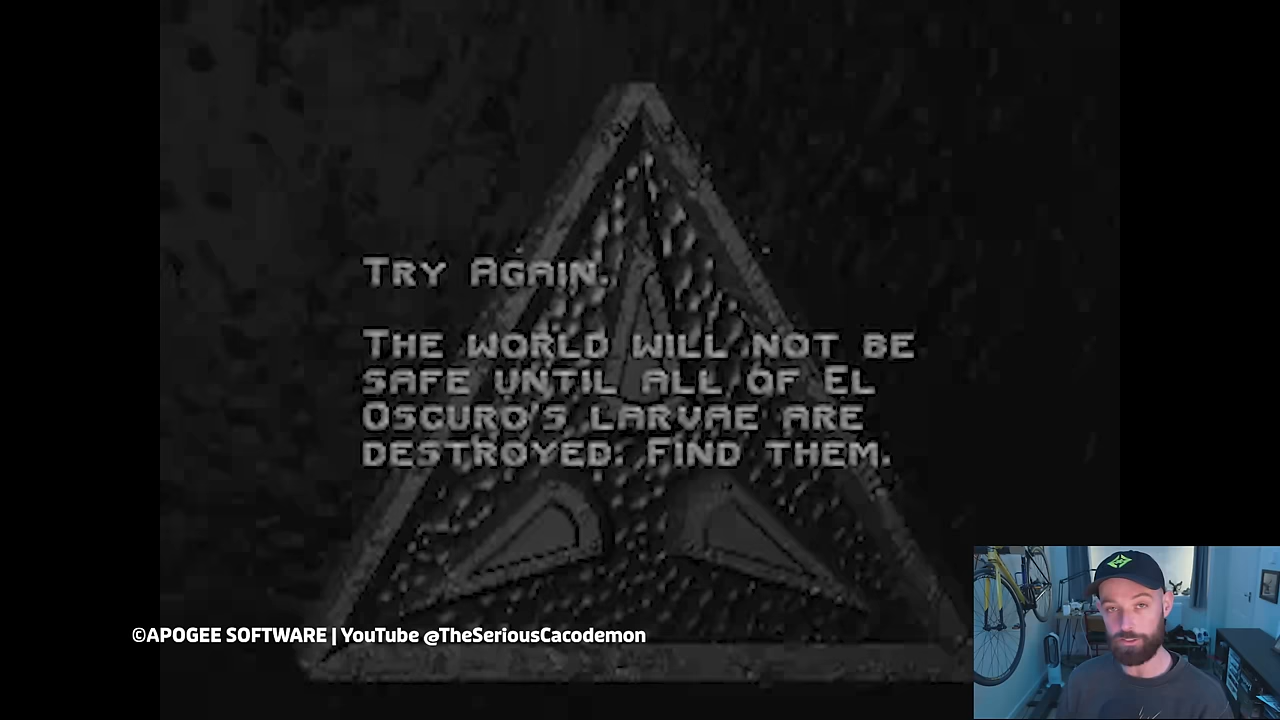 Try Again.
The world will not be
safe until all of El
Oscuro's larvae are
destroyed. Find them.
©APOGEE SOFTWARE | YouTube @TheSeriousCacodemon